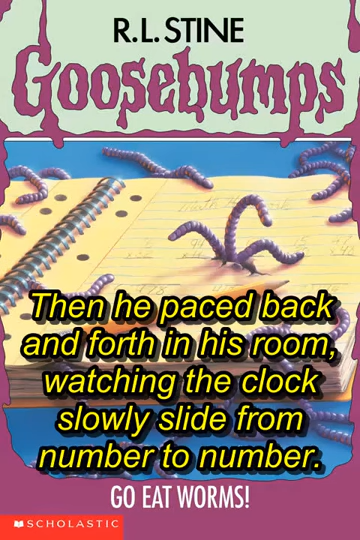 R.L. STINE
Goosebumps
Then he paced back
and forth in his room,
watching the clock
slowly slide from
number to number.
GO EAT WORMS!
SCHOLASTIC